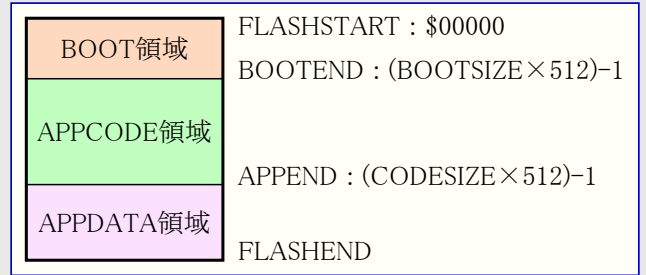 BOOT領域
APPCODE領域
APPDATA領域
FLASHSTART : $00000
BOOTEND : (BOOTSIZE×512)-1
APPEND : (CODESIZE×512)-1
FLASHEND